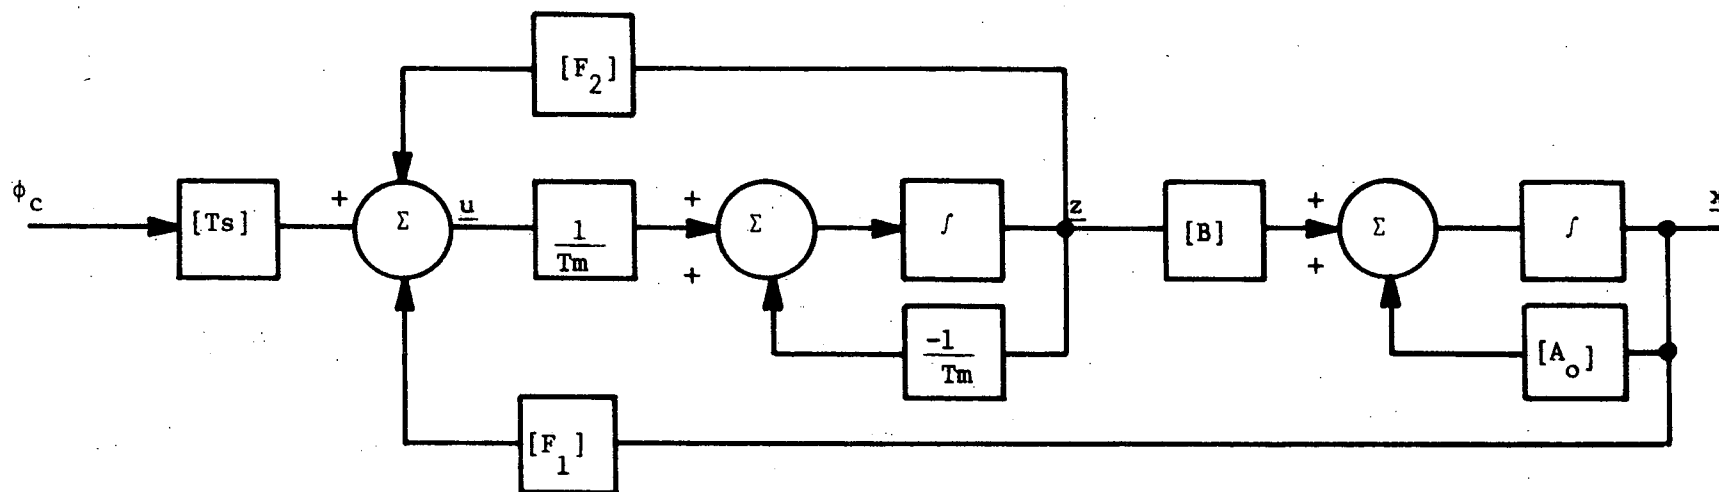 [F2]
ϕc
[Ts]
+
Σ
u
1
Tm
+
+
Σ
∫
z
[B]
+
+
Σ
∫
x
-1
Tm
[Ao]
[F1]